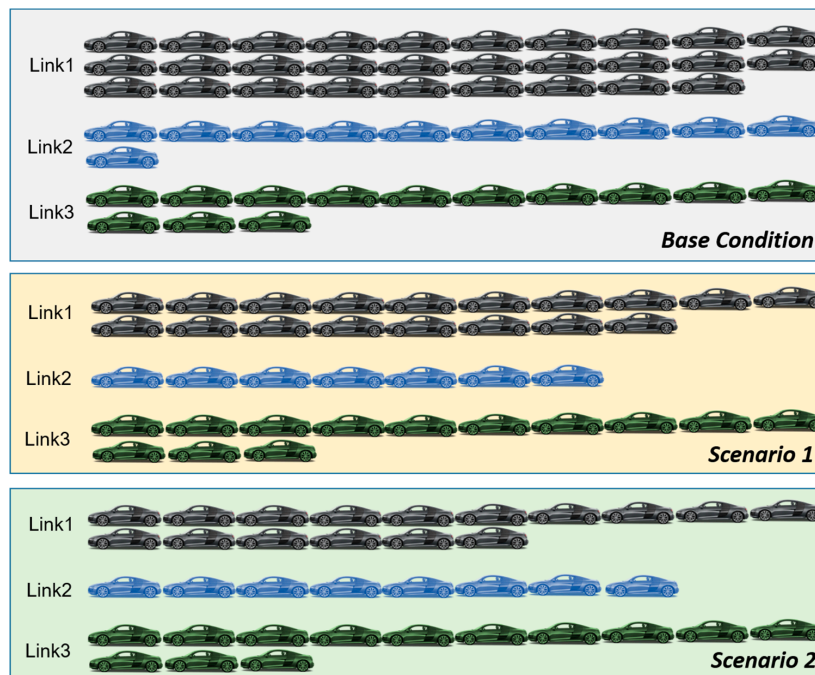 Link1
Link2
Link3
Base Condition
Link1
Link2
Link3
Scenario 1
Link1
Link2
Link3
Scenario 2